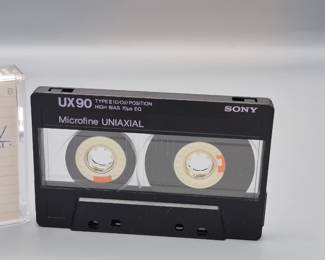 B
UX90 TYPE II (CrO2) POSITION
HIGH BIAS 70μs EQ
SONY
Microfine UNIAXIAL